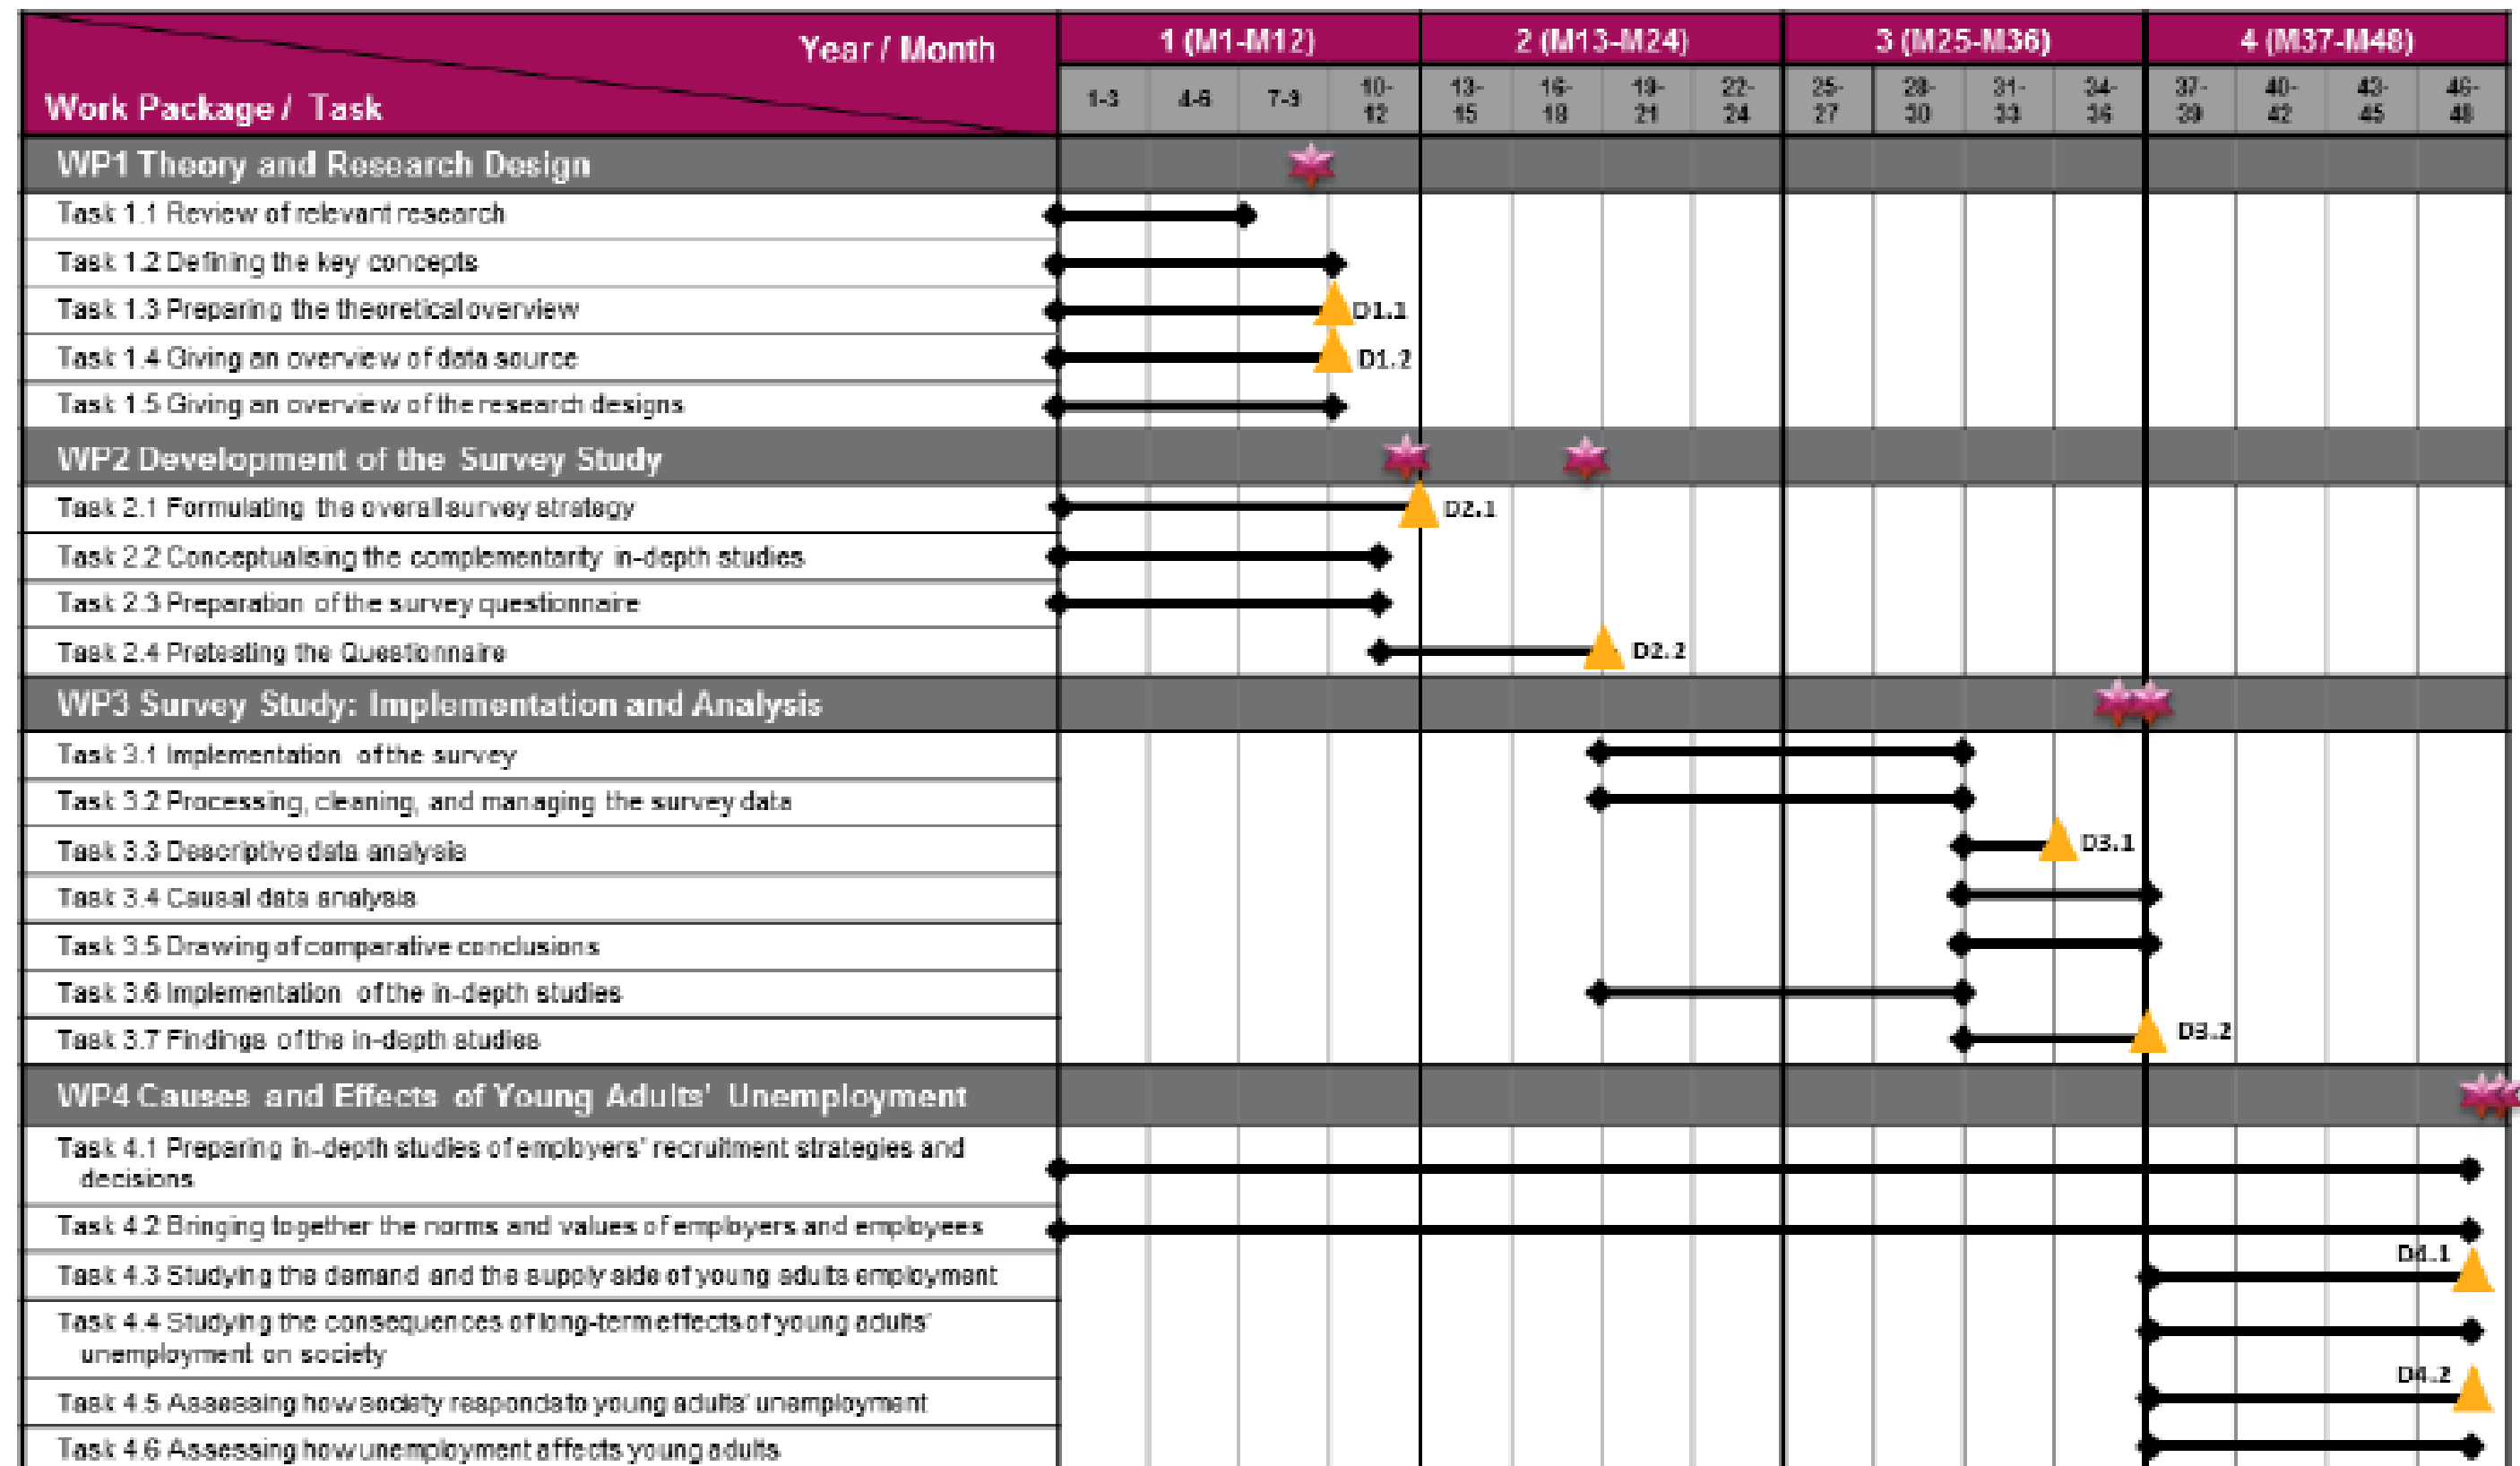 Year / Month
Work Package / Task
1 (M1-M12) 2 (M13-M24) 3 (M25-M36) 4 (M37-M48)
1-3 4-6 7-9 10-12 13-15 16-18 19-21 22-24 25-27 28-30 31-33 34-36 37-39 40-42 43-45 46-48
WP1 Theory and Research Design
Task 1.1 Review of relevant research
Task 1.2 Defining the key concepts
Task 1.3 Preparing the theoretical overview D1.1
Task 1.4 Giving an overview of data source D1.2
Task 1.5 Giving an overview of the research designs
WP2 Development of the Survey Study
Task 2.1 Formulating the overall survey strategy D2.1
Task 2.2 Conceptualising the complementarity in-depth studies
Task 2.3 Preparation of the survey questionnaire
Task 2.4 Pretesting the Questionnaire D2.2
WP3 Survey Study: Implementation and Analysis
Task 3.1 Implementation of the survey
Task 3.2 Processing, cleaning, and managing the survey data
Task 3.3 Descriptive data analysis D3.1
Task 3.4 Causal data analysis
Task 3.5 Drawing of comparative conclusions
Task 3.6 Implementation of the in-depth studies
Task 3.7 Findings of the in-depth studies D3.2
WP4 Causes and Effects of Young Adults' Unemployment
Task 4.1 Preparing in-depth studies of employers' recruitment strategies and
decisions
Task 4.2 Bringing together the norms and values of employers and employees
Task 4.3 Studying the demand and the supply side of young adults employment D4.1
Task 4.4 Studying the consequences of long-term effects of young adults'
unemployment on society
Task 4.5 Assessing how society responds to young adults' unemployment D4.2
Task 4.6 Assessing how unemployment affects young adults